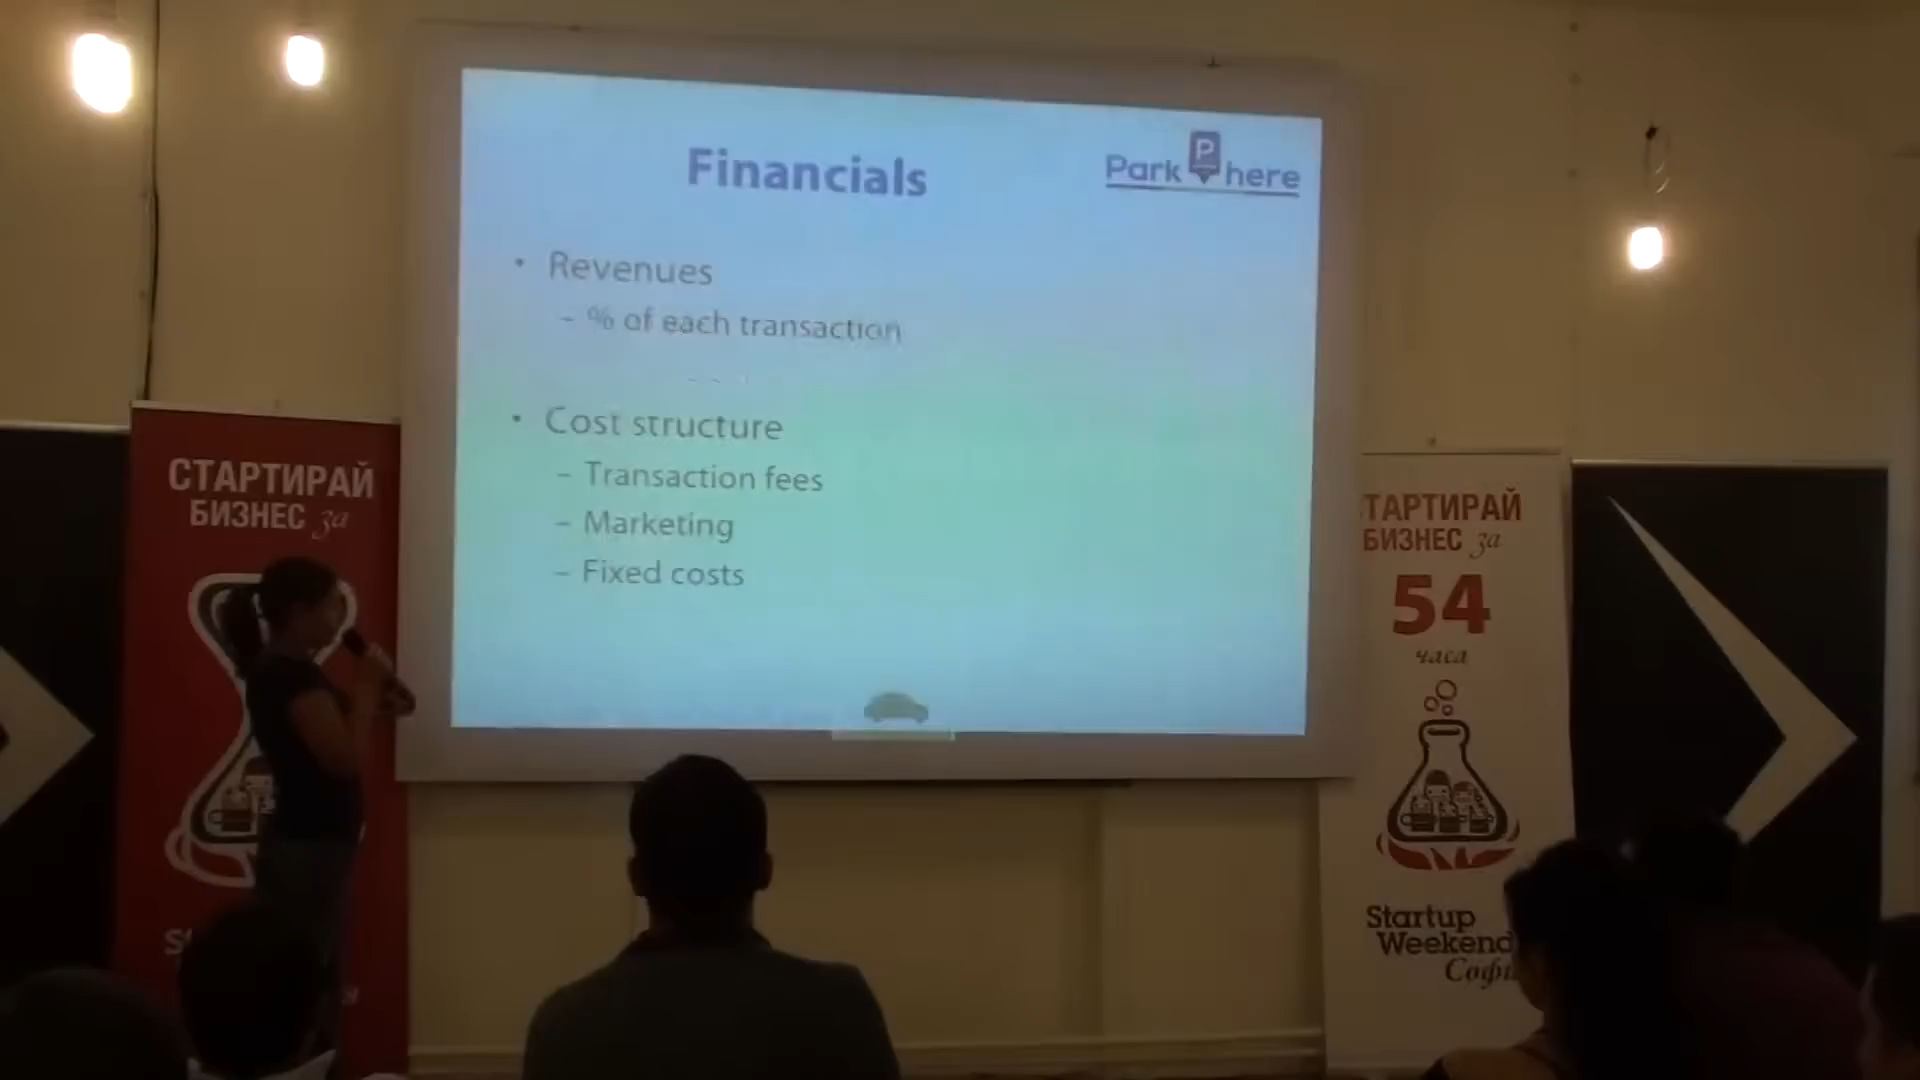 Financials
Park P here
• Revenues
– % of each transaction
• Cost structure
– Transaction fees
– Marketing
– Fixed costs
СТАРТИРАЙ
БИЗНЕС за
ТАРТИРАЙ
БИЗНЕС за
54
часа
Startup
Weekend